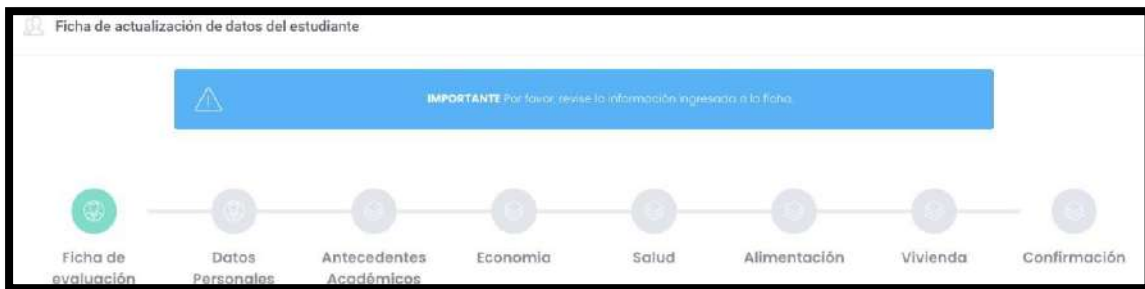 Ficha de actualización de datos del estudiante
IMPORTANTE Por favor, revise la información ingresada a la ficha.
Ficha de
evaluación
Datos
Personales
Antecedentes
Académicos
Economia
Salud
Alimentación
Vivienda
Confirmación